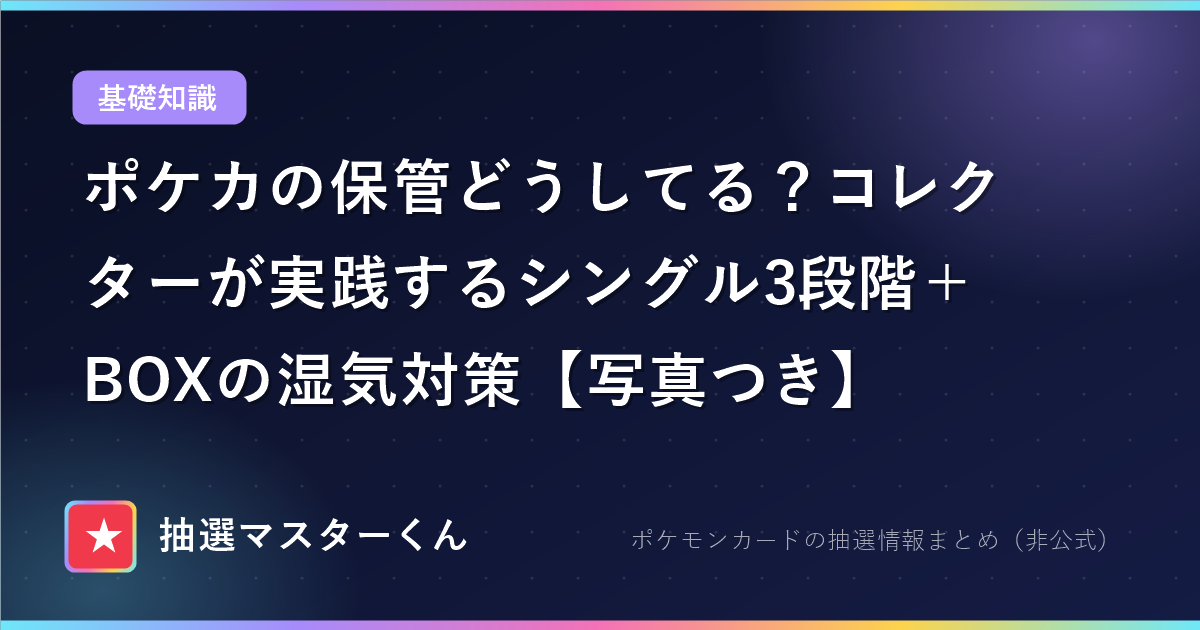 基礎知識
ポケカの保管どうしてる？コレク
ターが実践するシングル3段階＋
BOXの湿気対策【写真つき】
抽選マスターくん
ポケモンカードの抽選情報まとめ（非公式）